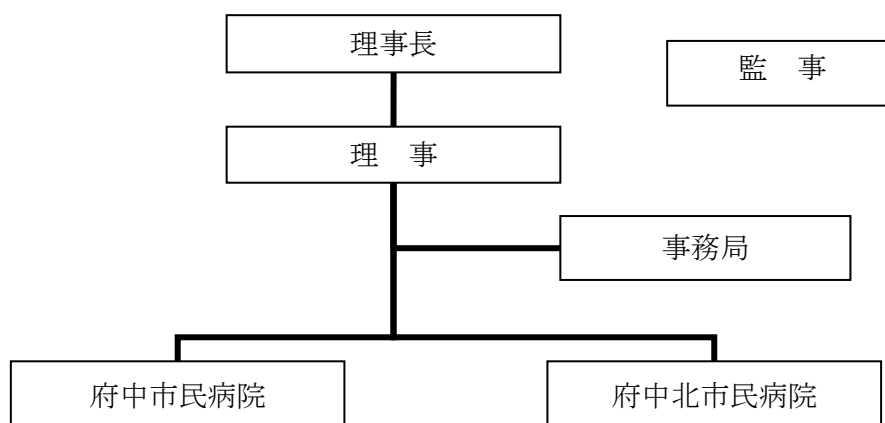 理事長
監　事
理　事
事務局
府中市民病院
府中北市民病院